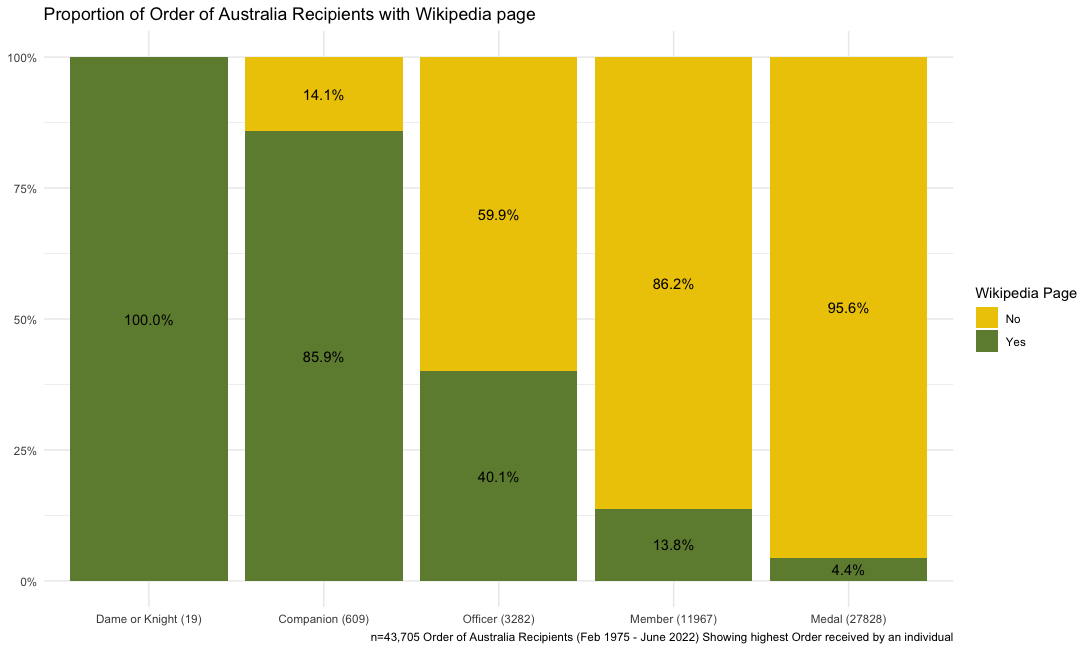 Proportion of Order of Australia Recipients with Wikipedia page
100%
75%
50%
25%
0%
100.0%
14.1%
85.9%
59.9%
40.1%
86.2%
13.8%
95.6%
4.4%
Wikipedia Page
No
Yes
Dame or Knight (19)
Companion (609)
Officer (3282)
Member (11967)
Medal (27828)
n=43,705 Order of Australia Recipients (Feb 1975 - June 2022) Showing highest Order received by an individual